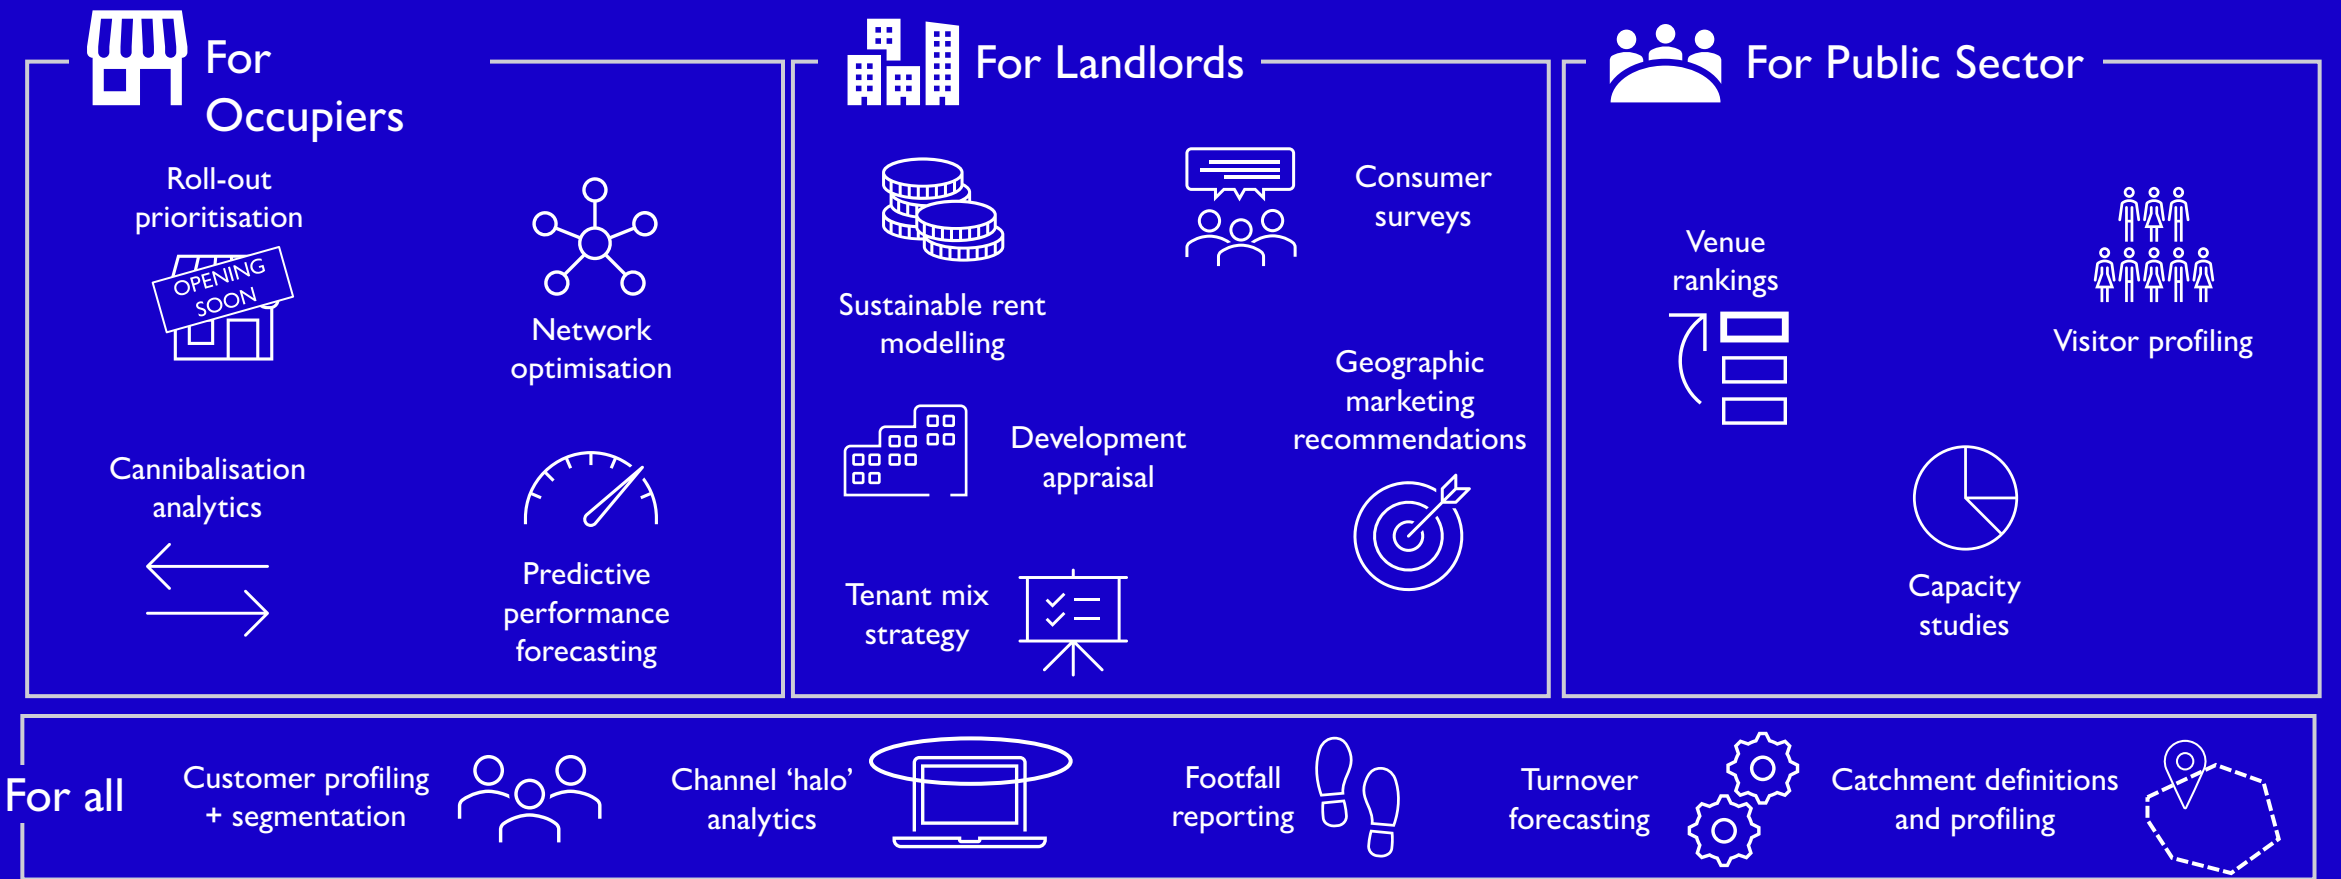 For
Occupiers
Roll-out
prioritisation
OPENING
SOON
Network
optimisation
Cannibalisation
analytics
Predictive
performance
forecasting
For Landlords
Sustainable rent
modelling
Consumer
surveys
Development
appraisal
Geographic
marketing
recommendations
Tenant mix
strategy
For Public Sector
Venue
rankings
Visitor profiling
Capacity
studies
For all
Customer profiling
+ segmentation
Channel ‘halo’
analytics
Footfall
reporting
Turnover
forecasting
Catchment definitions
and profiling